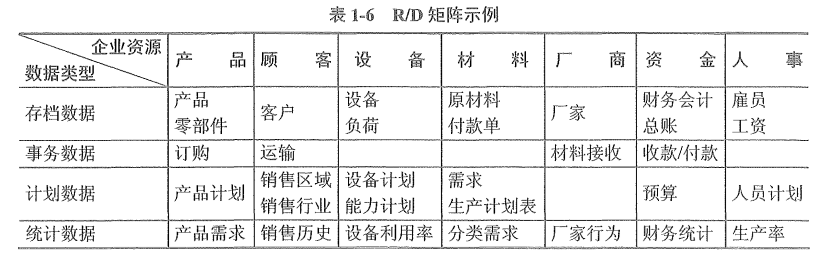 表 1-6 R/D 矩阵示例
企业资源
数据类型 产品 顾客 设备 材料 厂商 资金 人事
存档数据 产品 零部件 客户 设备 负荷 原材料 付款单 厂家 财务会计 总账 雇员 工资
事务数据 订购 运输 材料接收 收款/付款
计划数据 产品计划 销售区域 销售行业 设备计划 能力计划 需求 生产计划表 预算 人员计划
统计数据 产品需求 销售历史 设备利用率 分类需求 厂家行为 财务统计 生产率